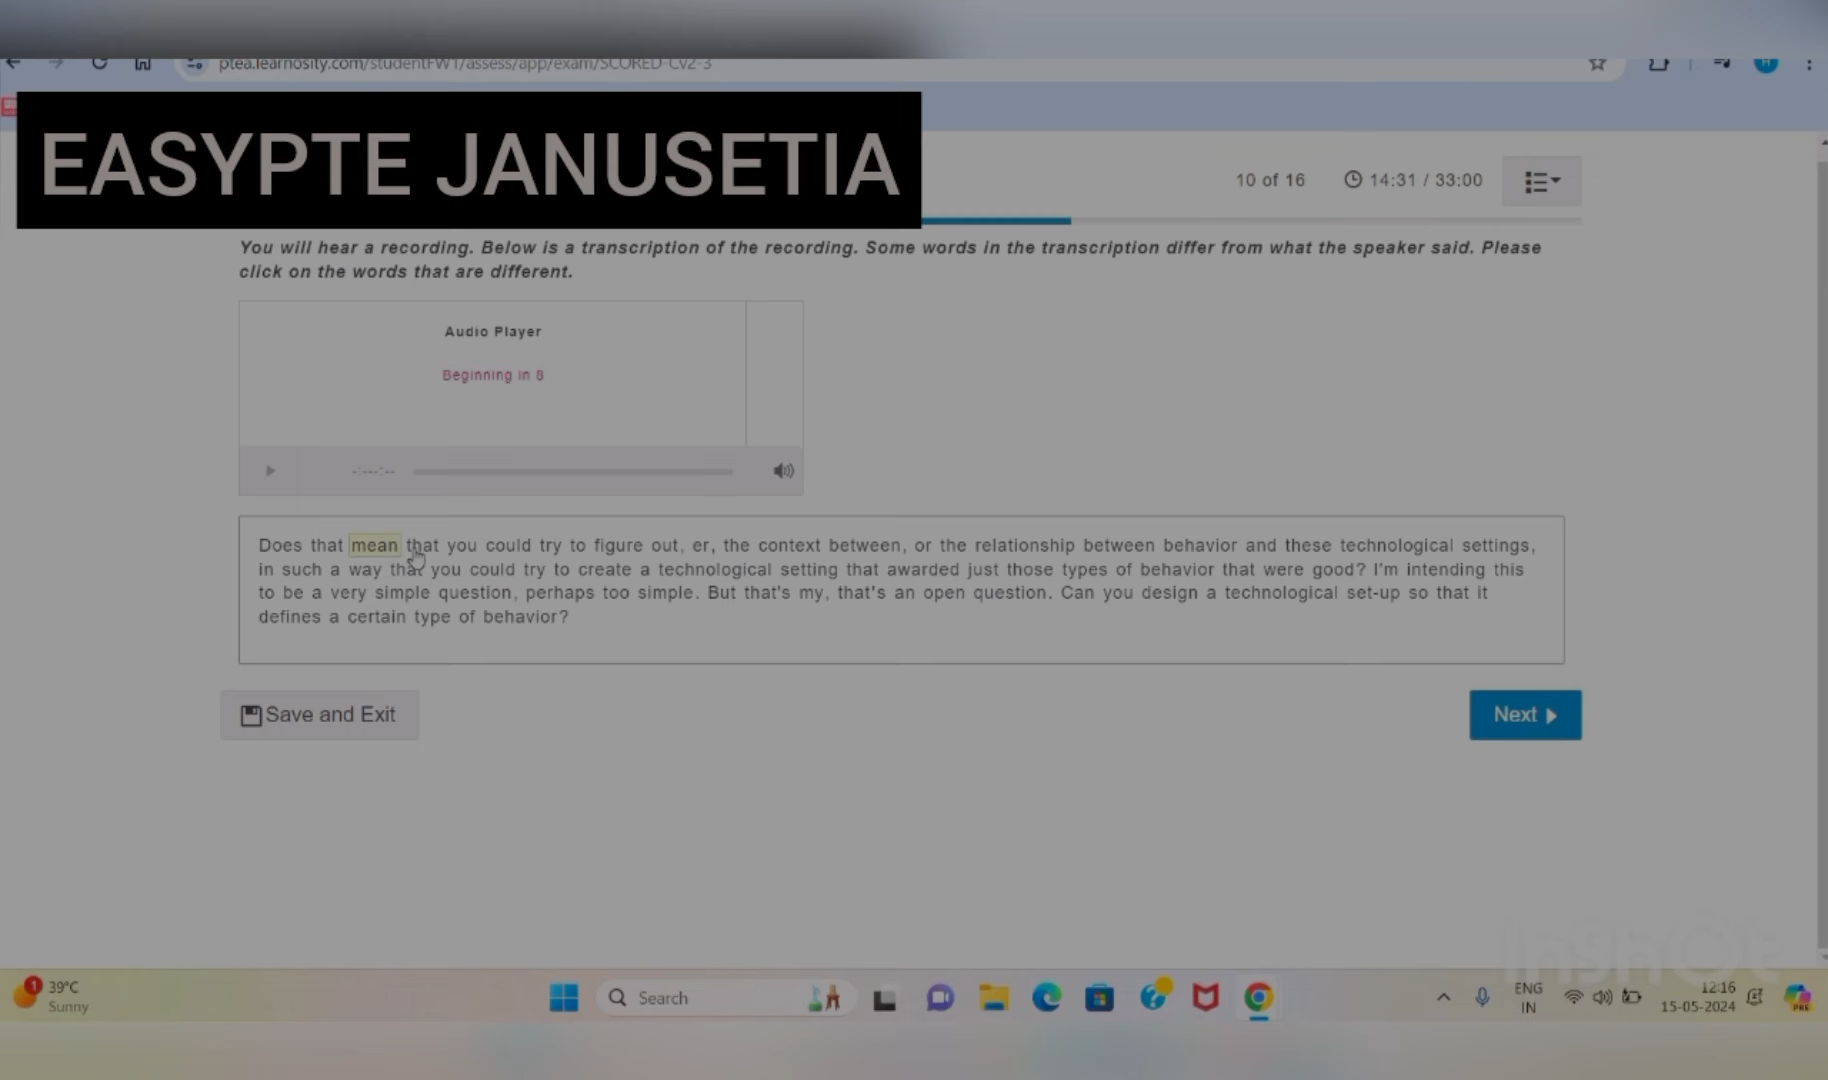 ptea.learnosity.com/studentFW1/assess/app/exam/SCORED-Cv2-3
EASYPTE JANUSETIA
10 of 16
14:31 / 33:00
You will hear a recording. Below is a transcription of the recording. Some words in the transcription differ from what the speaker said. Please
click on the words that are different.
Audio Player
Beginning in 8
-:--
-:--
Does that mean that you could try to figure out, er, the context between, or the relationship between behavior and these technological settings,
in such a way that you could try to create a technological setting that awarded just those types of behavior that were good? I'm intending this
to be a very simple question, perhaps too simple. But that's my, that's an open question. Can you design a technological set-up so that it
defines a certain type of behavior?
Save and Exit
Next
InShOt
1
39°C
Sunny
Search
ENG
IN
12:16
15-05-2024
PRE